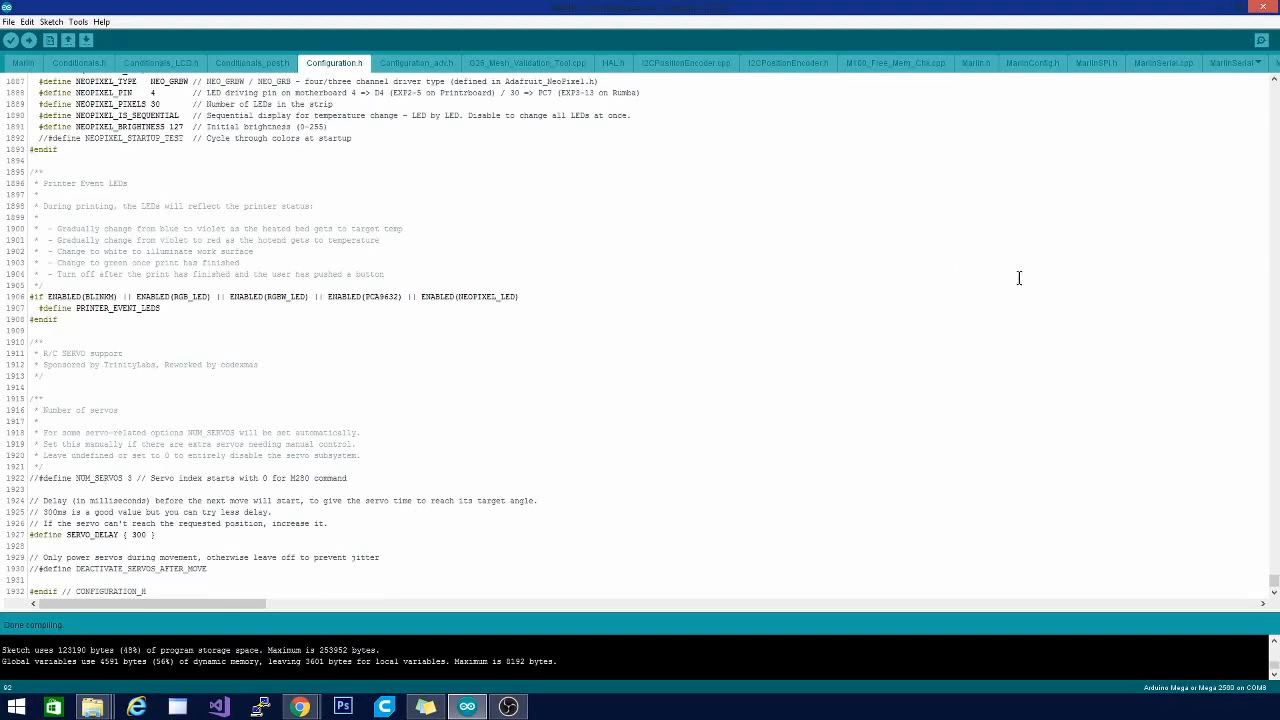 File Edit Sketch Tools Help
Marlin Conditionals.h Conditionals_LCD.h Conditionals_post.h Configuration.h Configuration_adv.h G26_Mesh_Validation_Tool.cpp HAL.h I2CPositionEncoder.cpp I2CPositionEncoder.h M100_Free_Mem_Chk.cpp Marlin.h MarlinConfig.h MarlinSPI.h MarlinSerial.cpp MarlinSerial
1887 #define NEOPIXEL_TYPE NEO_GRBW // NEO_GRBW / NEO_GRB - four/three channel driver type (defined in Adafruit_NeoPixel.h)
1888 #define NEOPIXEL_PIN 4 // LED driving pin on motherboard 4 => D4 (EXP2-5 on Printrboard) / 30 => PC7 (EXP3-13 on Rumba)
1889 #define NEOPIXEL_PIXELS 30 // Number of LEDs in the strip
1890 #define NEOPIXEL_IS_SEQUENTIAL // Sequential display for temperature change - LED by LED. Disable to change all LEDs at once.
1891 #define NEOPIXEL_BRIGHTNESS 127 // Initial brightness (0-255)
1892 //#define NEOPIXEL_STARTUP_TEST // Cycle through colors at startup
1893 #endif
1894
1895 /**
1896 * Printer Event LEDs
1897 *
1898 * During printing, the LEDs will reflect the printer status:
1899 *
1900 * - Gradually change from blue to violet as the heated bed gets to target temp
1901 * - Gradually change from violet to red as the hotend gets to temperature
1902 * - Change to white to illuminate work surface
1903 * - Change to green once print has finished
1904 * - Turn off after the print has finished and the user has pushed a button
1905 */
1906 #if ENABLED(BLINKM) || ENABLED(RGB_LED) || ENABLED(RGBW_LED) || ENABLED(PCA9632) || ENABLED(NEOPIXEL_LED)
1907 #define PRINTER_EVENT_LEDS
1908 #endif
1909
1910 /**
1911 * R/C SERVO support
1912 * Sponsored by TrinityLabs, Reworked by codexmas
1913 */
1914
1915 /**
1916 * Number of servos
1917 *
1918 * For some servo-related options NUM_SERVOS will be set automatically.
1919 * Set this manually if there are extra servos needing manual control.
1920 * Leave undefined or set to 0 to entirely disable the servo subsystem.
1921 */
1922 //#define NUM_SERVOS 3 // Servo index starts with 0 for M280 command
1923
1924 // Delay (in milliseconds) before the next move will start, to give the servo time to reach its target angle.
1925 // 300ms is a good value but you can try less delay.
1926 // If the servo can't reach the requested position, increase it.
1927 #define SERVO_DELAY { 300 }
1928
1929 // Only power servos during movement, otherwise leave off to prevent jitter
1930 //#define DEACTIVATE_SERVOS_AFTER_MOVE
1931
1932 #endif // CONFIGURATION_H
Done compiling.
Sketch uses 123190 bytes (48%) of program storage space. Maximum is 253952 bytes.
Global variables use 4591 bytes (56%) of dynamic memory, leaving 3601 bytes for local variables. Maximum is 8192 bytes.
92 Arduino Mega or Mega 2560 on COM8
Ps